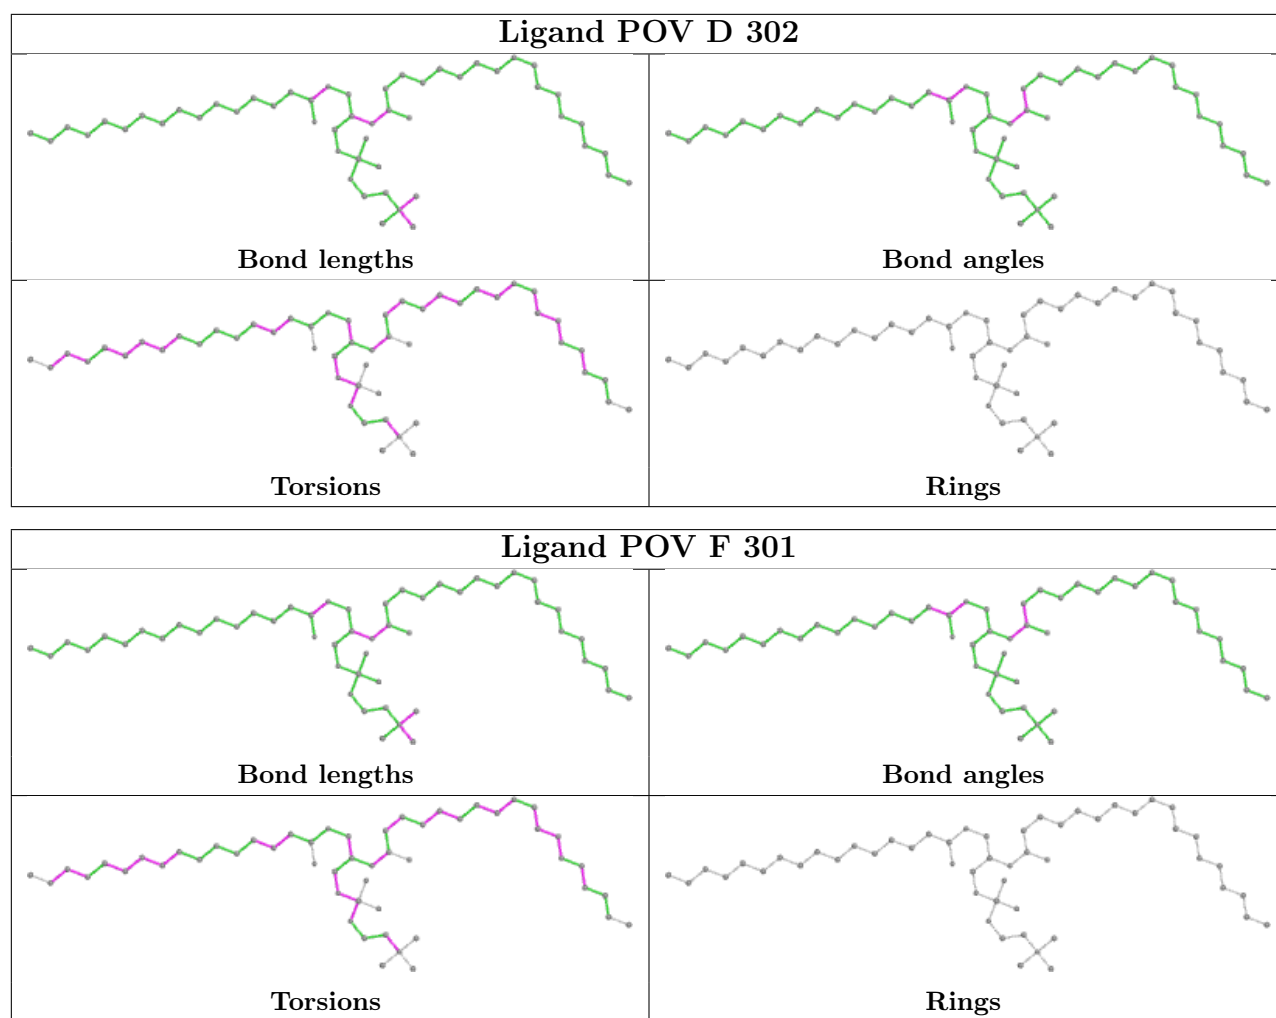 Ligand POV D 302
Bond lengths
Bond angles
Torsions
Rings
Ligand POV F 301
Bond lengths
Bond angles
Torsions
Rings